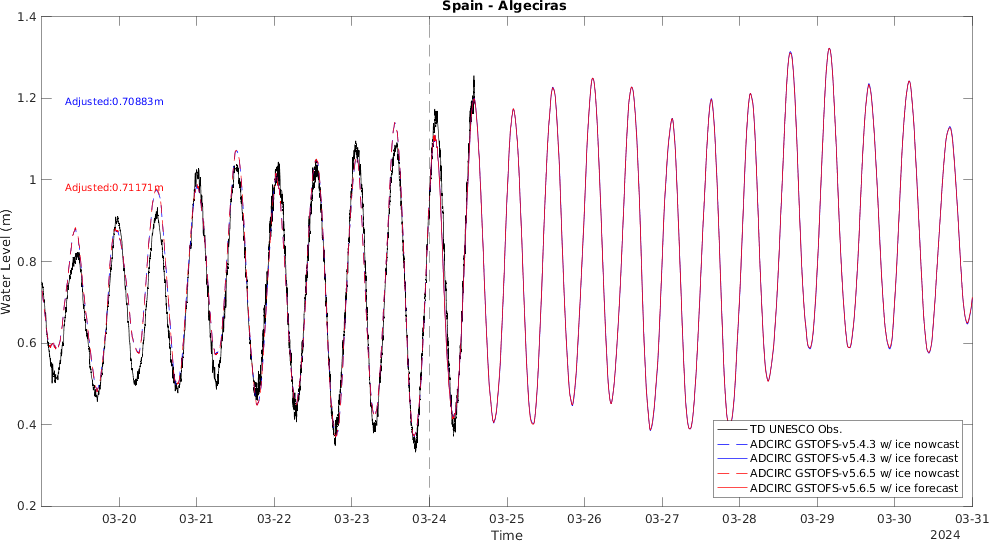 Spain - Algeciras
1.4
1.2
1
0.8
0.6
0.4
0.2
Water Level (m)
Adjusted:0.70883m
Adjusted:0.71171m
TD UNESCO Obs.
ADCIRC GSTOFS-v5.4.3 w/ ice nowcast
ADCIRC GSTOFS-v5.4.3 w/ ice forecast
ADCIRC GSTOFS-v5.6.5 w/ ice nowcast
ADCIRC GSTOFS-v5.6.5 w/ ice forecast
03-20 03-21 03-22 03-23 03-24 03-25 03-26 03-27 03-28 03-29 03-30 03-31
Time
2024